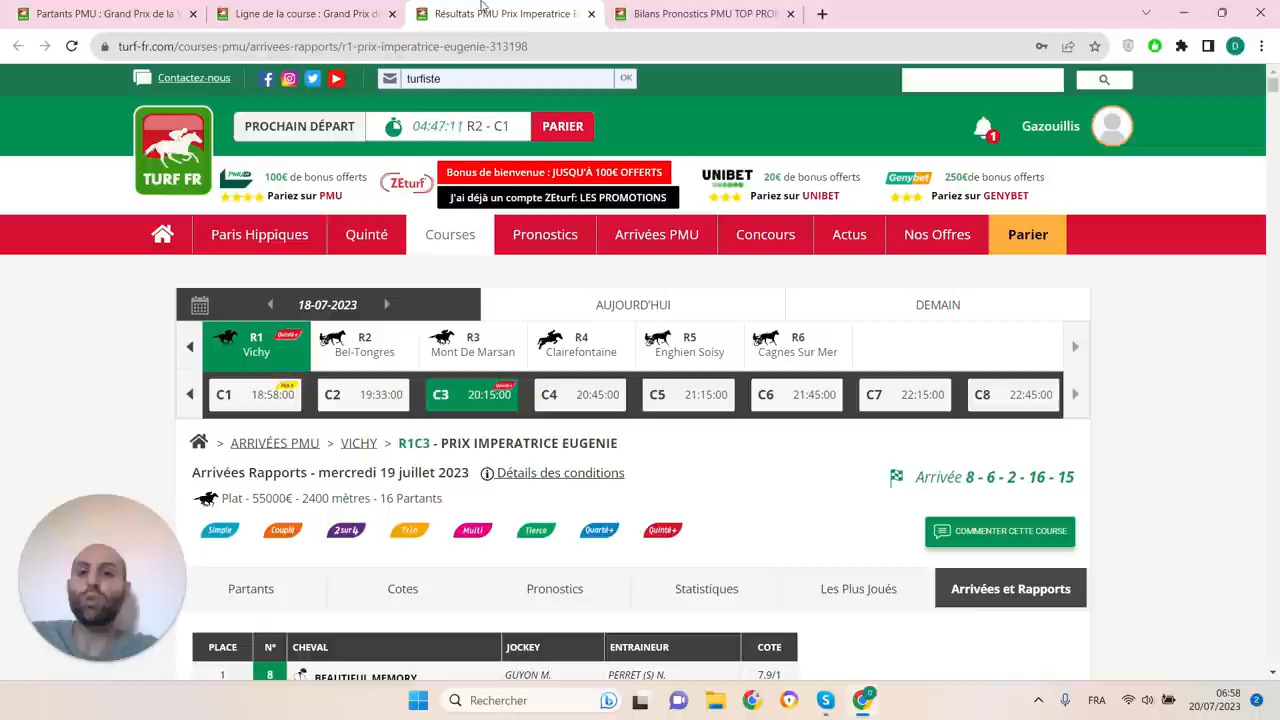 Partants PMU : Grand Prix de la V
Ligne de la course : Grand Prix d
Résultats PMU Prix Imperatrice E
Bilans Pronostics PMU TOP PRO
turf-fr.com/courses-pmu/arrivees-rapports/r1-prix-imperatrice-eugenie-313198
D
Contactez-nous
turfiste
OK
TURF FR
PROCHAIN DÉPART
04:47:11 R2 - C1
PARIER
1
Gazouillis
PMU.fr
100€ de bonus offerts
Pariez sur PMU
ZEturf
Bonus de bienvenue : JUSQU'À 100€ OFFERTS
J'ai déjà un compte ZEturf: LES PROMOTIONS
UNIBET
20€ de bonus offerts
Pariez sur UNIBET
Genybet
250€ de bonus offerts
Pariez sur GENYBET
Paris Hippiques
Quinté
Courses
Pronostics
Arrivées PMU
Concours
Actus
Nos Offres
Parier
18-07-2023
AUJOURD'HUI
DEMAIN
R1
Quinté+
Vichy
R2
Bel-Tongres
R3
Mont De Marsan
R4
Clairefontaine
R5
Enghien Soisy
R6
Cagnes Sur Mer
C1 18:58:00
C2 19:33:00
C3 20:15:00
C4 20:45:00
C5 21:15:00
C6 21:45:00
C7 22:15:00
C8 22:45:00
> ARRIVÉES PMU > VICHY > R1C3 - PRIX IMPERATRICE EUGENIE
Arrivées Rapports - mercredi 19 juillet 2023 Détails des conditions
Arrivée 8 - 6 - 2 - 16 - 15
Plat - 55000€ - 2400 mètres - 16 Partants
Simple
Couplé
2sur4
Trio
Multi
Tiercé
Quarté+
Quinté+
COMMENTER CETTE COURSE
Partants
Cotes
Pronostics
Statistiques
Les Plus Joués
Arrivées et Rapports
PLACE N° CHEVAL JOCKEY ENTRAINEUR COTE
1 8 BEAUTIFUL MEMORY GUYON M. PERRET (S) N. 7.9/1
Rechercher
FRA
06:58
20/07/2023
2